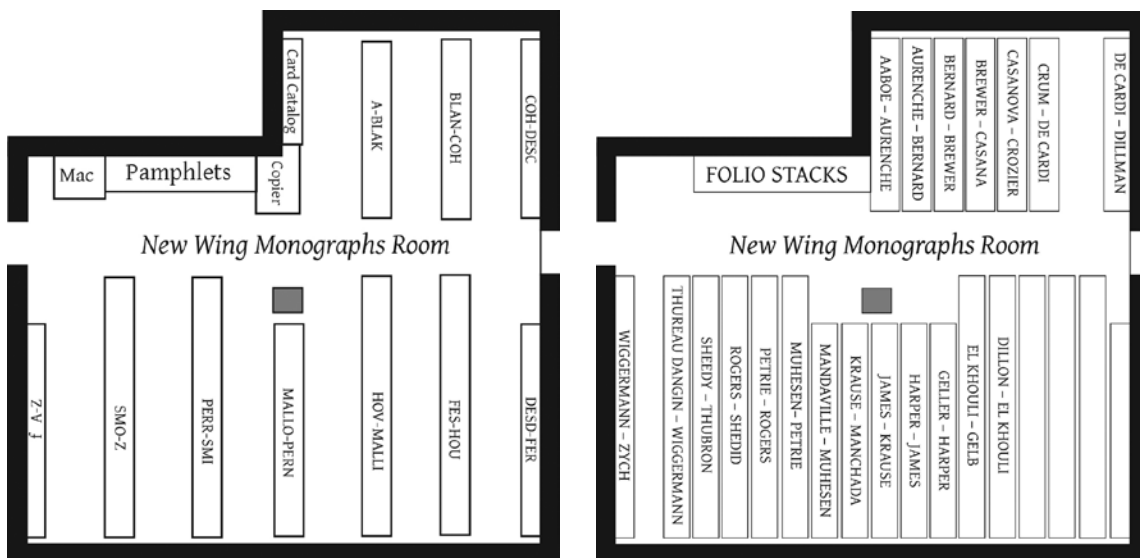 Card Catalog
A-BLAK
BLAN-COH
COH-DESC
Mac
Pamphlets
Copier
New Wing Monographs Room
f A-Z
SMO-Z
PERR-SMI
MALLO-PERN
HOV-MALLI
FES-HOU
DESD-FER
AABOE – AURENCHE
AURENCHE – BERNARD
BERNARD – BREWER
BREWER – CASANA
CASANOVA – CROZIER
CRUM – DE CARDI
DE CARDI – DILLMAN
FOLIO STACKS
New Wing Monographs Room
WIGGERMANN – ZYCH
THUREAU DANGIN – WIGGERMANN
SHEEDY – THUBRON
ROGERS – SHEDID
PETRIE – ROGERS
MUHESEN– PETRIE
MANDAVILLE – MUHESEN
KRAUSE – MANCHADA
JAMES – KRAUSE
HARPER – JAMES
GELLER – HARPER
EL KHOULI – GELB
DILLON – EL KHOULI